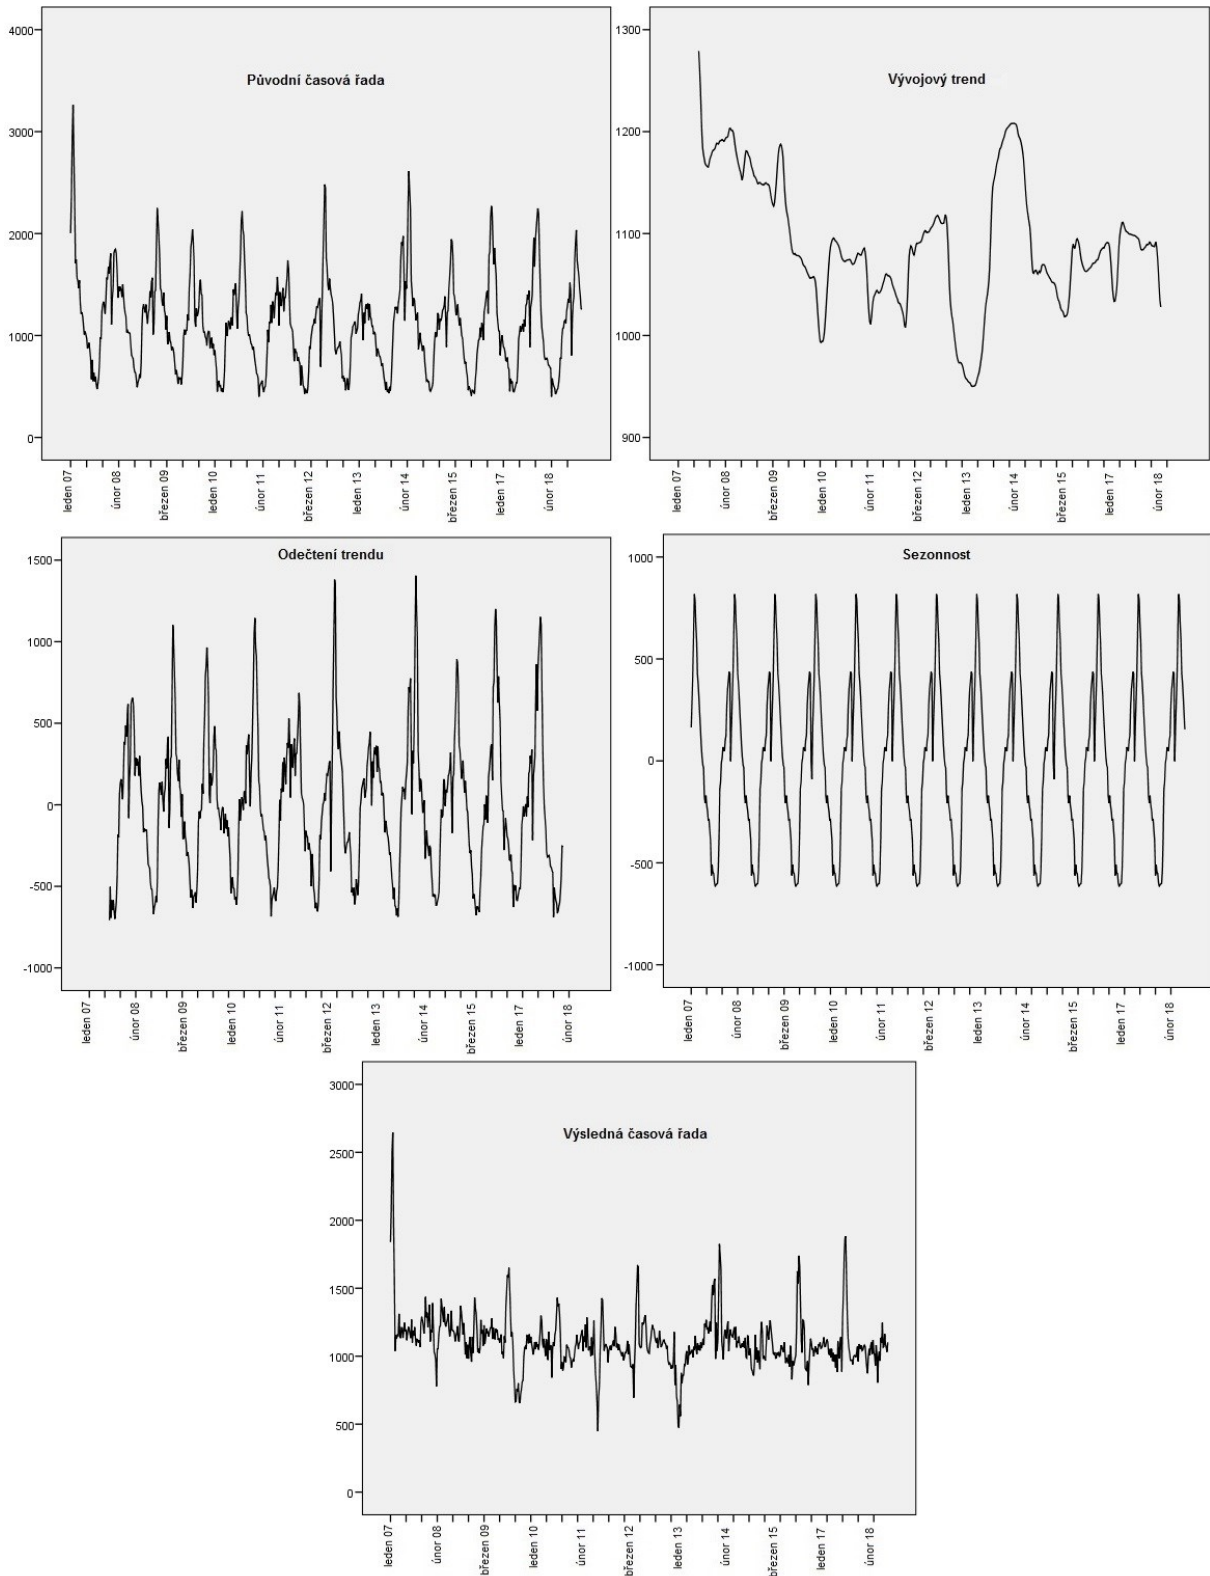 Původní časová řada
4000
3000
2000
1000
0
leden 07
únor 08
březen 09
leden 10
únor 11
březen 12
leden 13
únor 14
březen 15
leden 17
únor 18
Vývojový trend
1300
1200
1100
1000
900
leden 07
únor 08
březen 09
leden 10
únor 11
březen 12
leden 13
únor 14
březen 15
leden 17
únor 18
Odečtení trendu
1500
1000
500
0
-500
-1000
leden 07
únor 08
březen 09
leden 10
únor 11
březen 12
leden 13
únor 14
březen 15
leden 17
únor 18
Sezonnost
1000
500
0
-500
-1000
leden 07
únor 08
březen 09
leden 10
únor 11
březen 12
leden 13
únor 14
březen 15
leden 17
únor 18
Výsledná časová řada
3000
2500
2000
1500
1000
500
0
leden 07
únor 08
březen 09
leden 10
únor 11
březen 12
leden 13
únor 14
březen 15
leden 17
únor 18